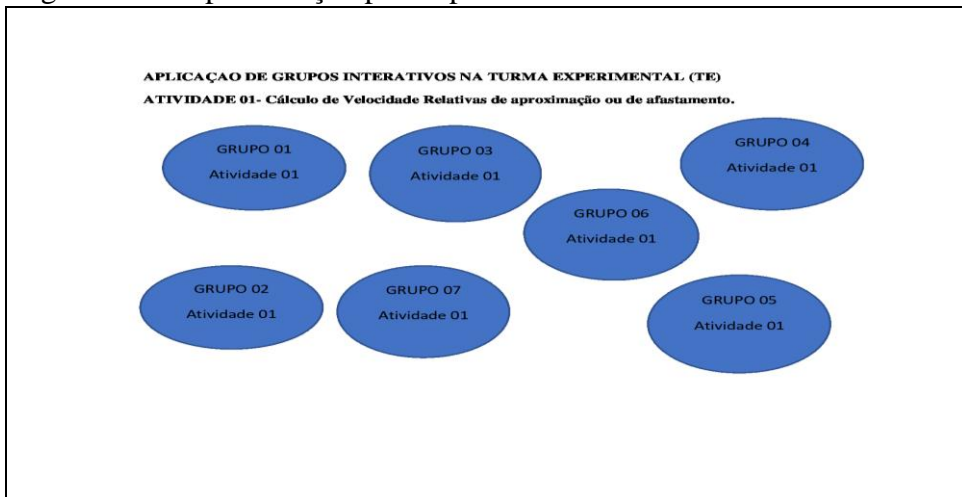 APLICAÇAO DE GRUPOS INTERATIVOS NA TURMA EXPERIMENTAL (TE)
ATIVIDADE 01- Cálculo de Velocidade Relativas de aproximação ou de afastamento.
GRUPO 01
Atividade 01
GRUPO 03
Atividade 01
GRUPO 04
Atividade 01
GRUPO 06
Atividade 01
GRUPO 02
Atividade 01
GRUPO 07
Atividade 01
GRUPO 05
Atividade 01